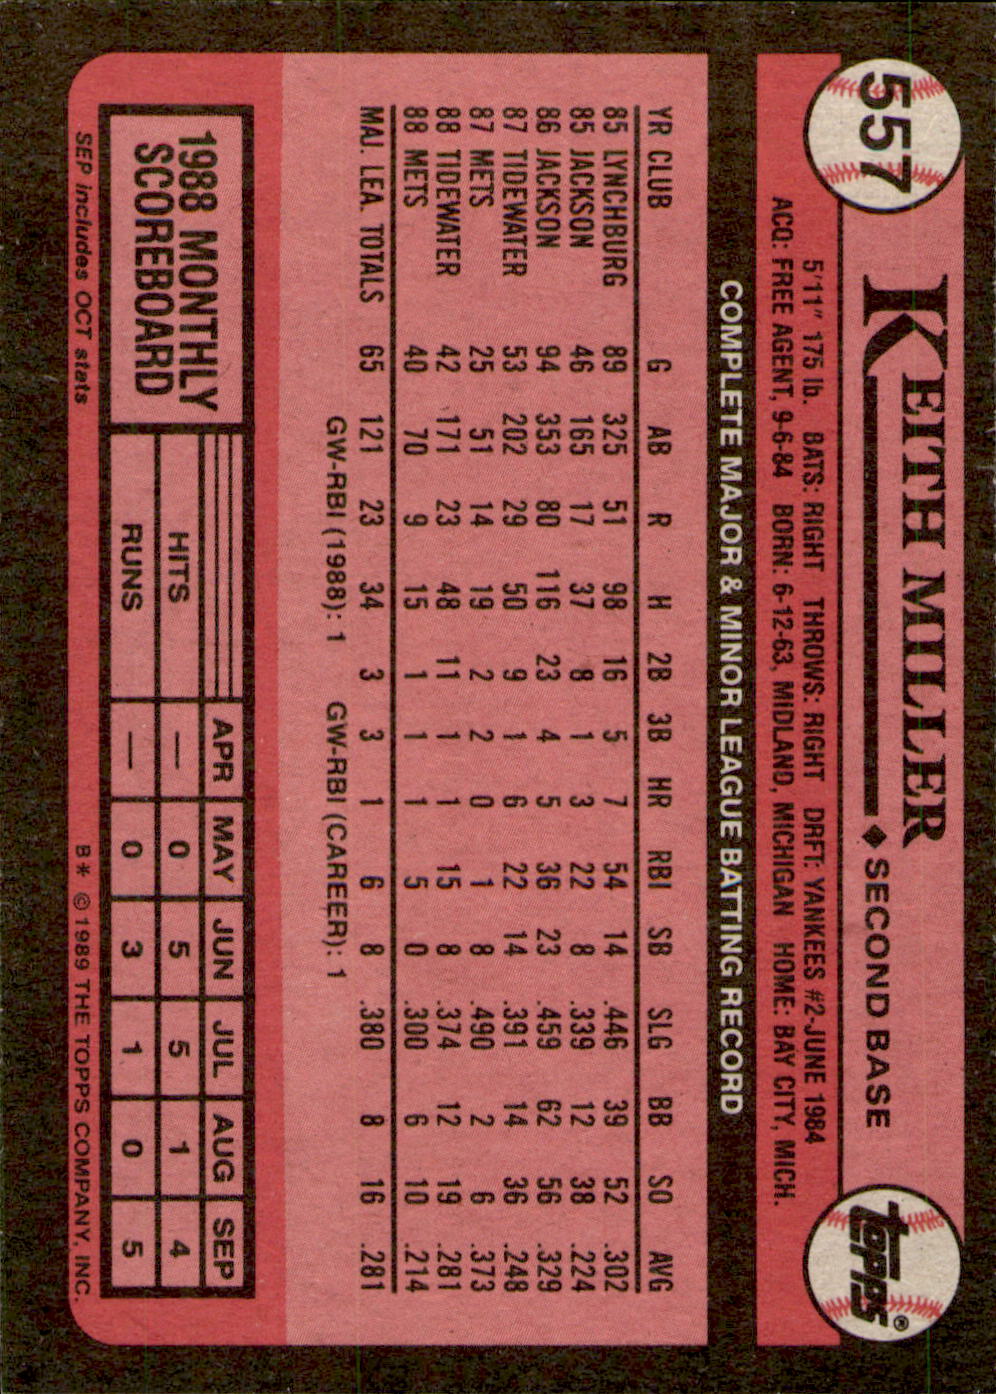 557
KEITH MILLER
◆ SECOND BASE
Topps®
5'11" 175 lb. BATS: RIGHT THROWS: RIGHT DRFT: YANKEES #2-JUNE 1984
ACQ: FREE AGENT, 9-6-84 BORN: 6-12-63, MIDLAND, MICHIGAN HOME: BAY CITY, MICH.
COMPLETE MAJOR & MINOR LEAGUE BATTING RECORD
YR CLUB G AB R H 2B 3B HR RBI SB SLG BB SO AVG
85 LYNCHBURG 89 325 51 98 16 5 7 54 14 .446 39 52 .302
85 JACKSON 46 165 17 37 8 1 3 22 8 .339 12 38 .224
86 JACKSON 94 353 80 116 23 4 5 36 23 .459 62 56 .329
87 TIDEWATER 53 202 29 50 9 1 6 22 14 .391 14 36 .248
87 METS 25 51 14 19 2 2 0 1 8 .490 2 6 .373
88 TIDEWATER 42 171 23 48 11 1 1 15 8 .374 12 19 .281
88 METS 40 70 9 15 1 1 1 5 0 .300 6 10 .214
MAJ. LEA. TOTALS 65 121 23 34 3 3 1 6 8 .380 8 16 .281
GW-RBI (1988): 1 GW-RBI (CAREER): 1
1988 MONTHLY
SCOREBOARD
APR MAY JUN JUL AUG SEP
HITS — 0 5 5 1 4
RUNS — 0 3 1 0 5
SEP includes OCT stats
B* © 1989 THE TOPPS COMPANY, INC.